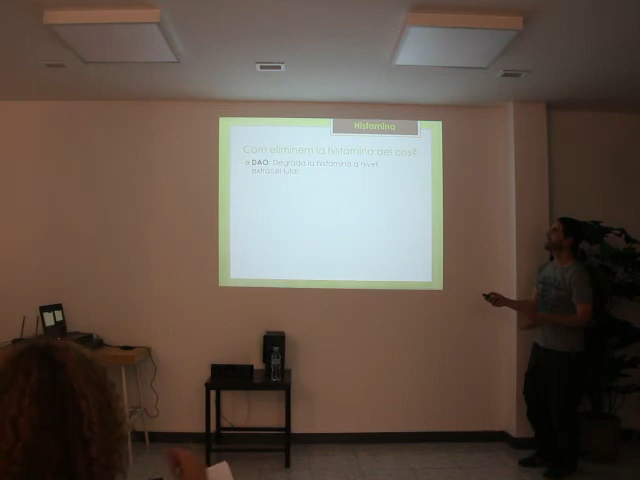 Histamina
Com eliminem la histamina del cos?
DAO: Degrada la histamina a nivell
extracel·lular.